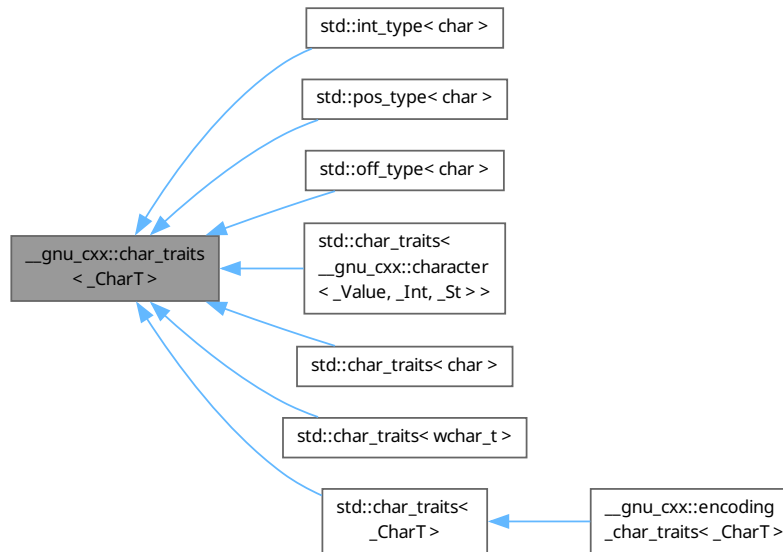 std::int_type< char >
std::pos_type< char >
std::off_type< char >
__gnu_cxx::char_traits
< _CharT >
std::char_traits<
__gnu_cxx::character
< _Value, _Int, _St > >
std::char_traits< char >
std::char_traits< wchar_t >
std::char_traits<
_CharT >
__gnu_cxx::encoding
_char_traits< _CharT >